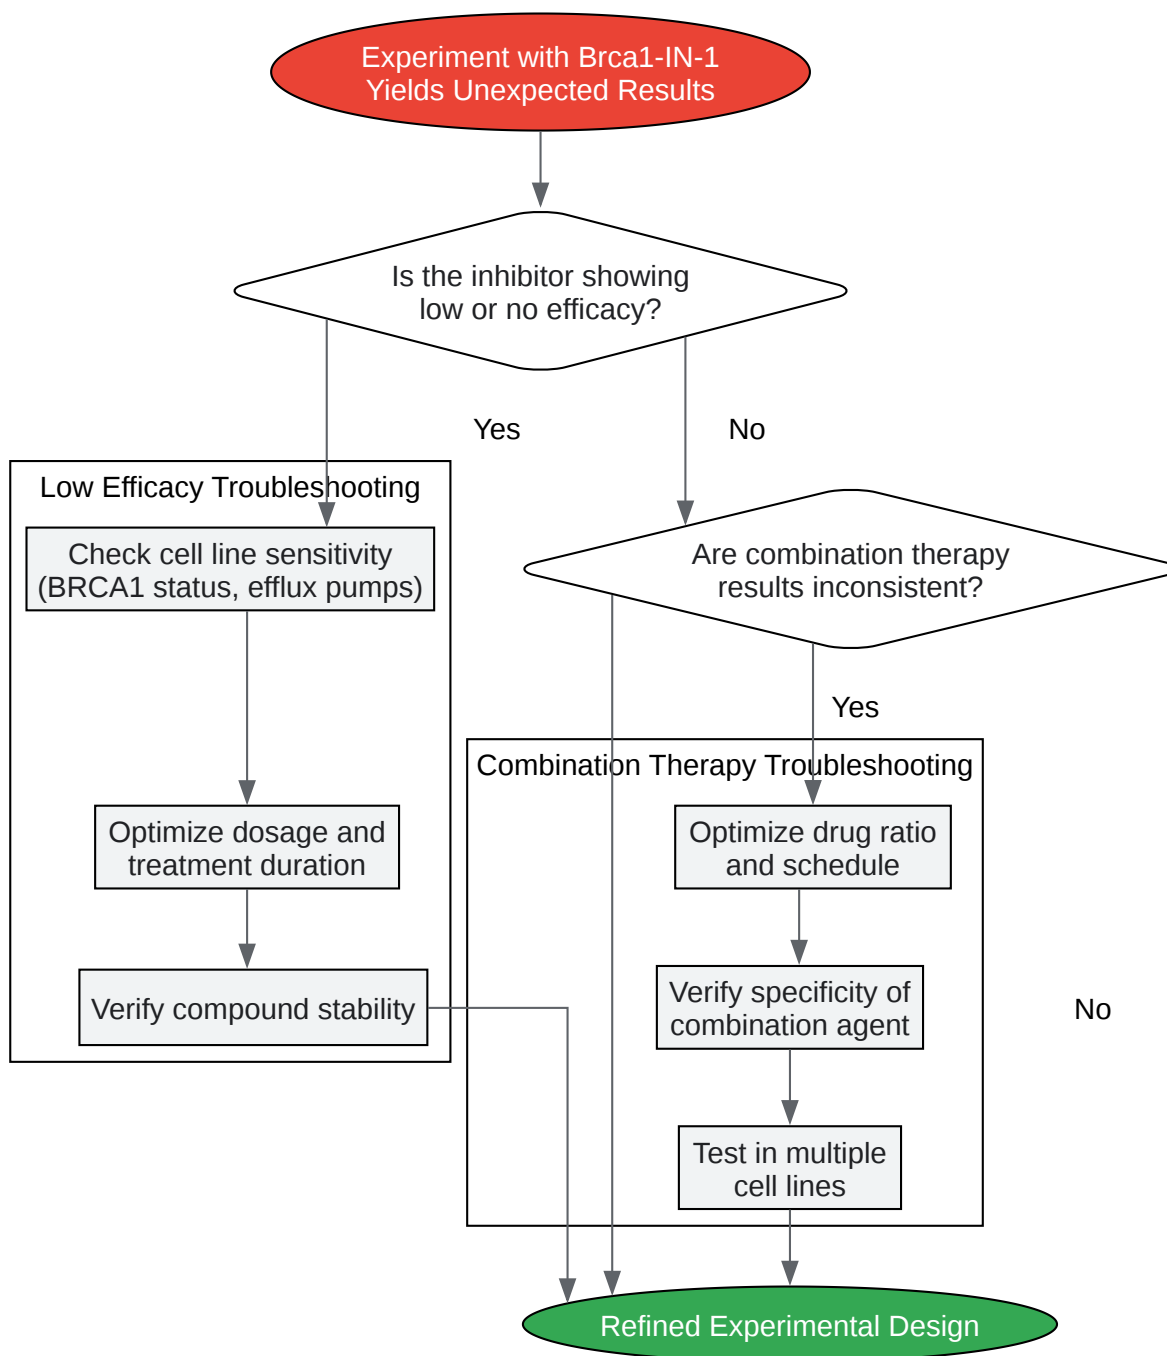 Experiment with Brca1-IN-1
Yields Unexpected Results
Is the inhibitor showing
low or no efficacy?
Yes
No
Low Efficacy Troubleshooting
Check cell line sensitivity
(BRCA1 status, efflux pumps)
Are combination therapy
results inconsistent?
Yes
Combination Therapy Troubleshooting
Optimize dosage and
treatment duration
Optimize drug ratio
and schedule
Verify compound stability
Verify specificity of
combination agent
No
Test in multiple
cell lines
Refined Experimental Design